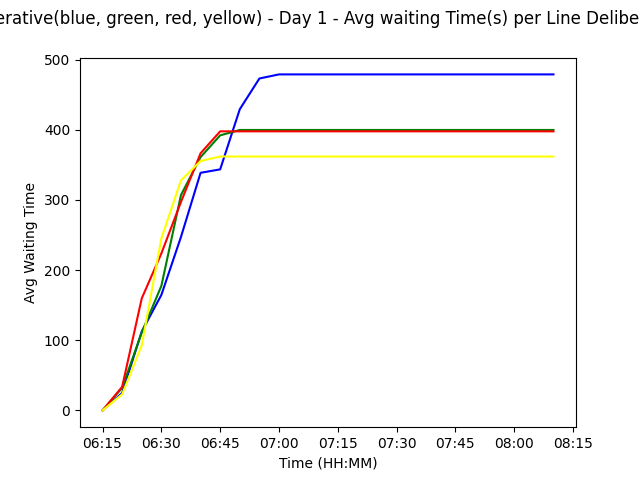 erative(blue, green, red, yellow) - Day 1 - Avg waiting Time(s) per Line Delibe
500
400
300
200
100
0
Avg Waiting Time
06:15 06:30 06:45 07:00 07:15 07:30 07:45 08:00 08:15
Time (HH:MM)